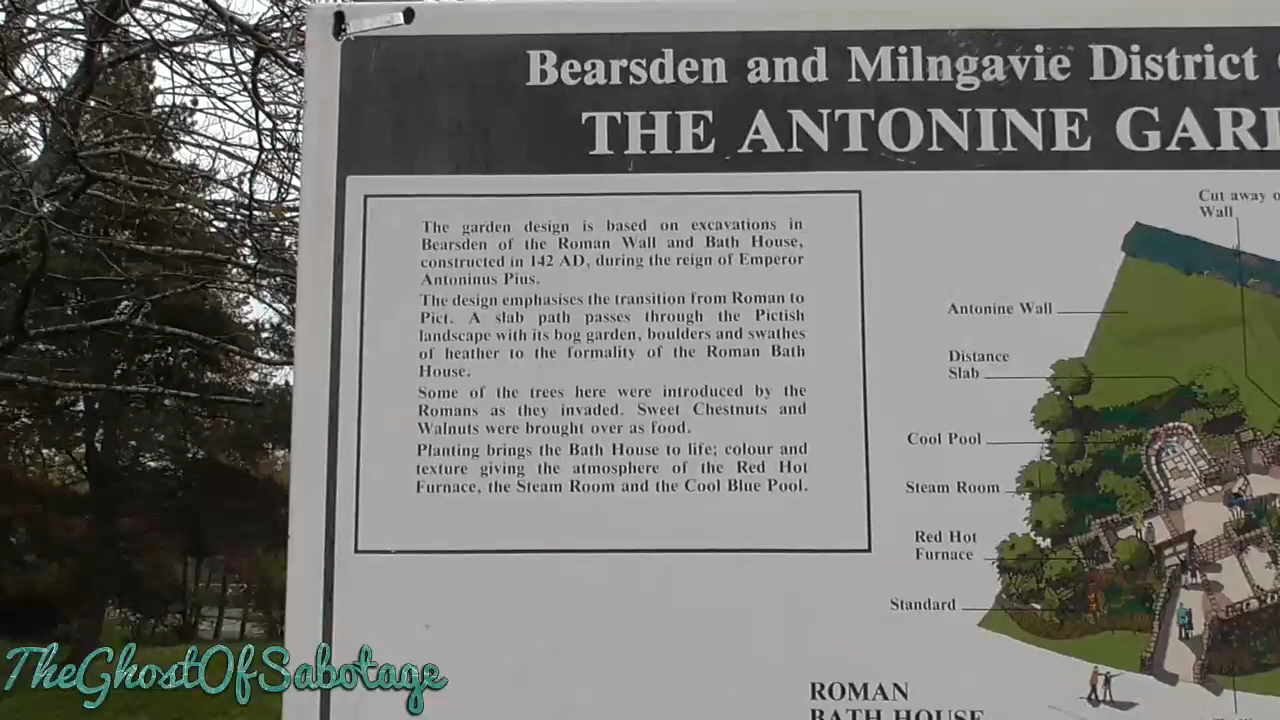 Bearsden and Milngavie District
THE ANTONINE
The garden design is based on excavations in
Bearsden of the Roman Wall and Bath House,
constructed in 142 AD, during the reign of Emperor
Antoninus Pius.
The design emphasises the transition from Roman to
Pict. A slab path passes through the Pictish
landscape with its bog garden, boulders and swathes
of heather to the formality of the Roman Bath
House.
Some of the trees here were introduced by the
Romans as they invaded. Sweet Chestnuts and
Walnuts were brought over as food.
Planting brings the Bath House to life; colour and
texture giving the atmosphere of the Red Hot
Furnace, the Steam Room and the Cool Blue Pool.
Cut away
Wall
Antonine Wall
Distance
Slab
Cool Pool
Steam Room
Red Hot
Furnace
Standard
ROMAN
BATH HOUSE
TheGhostOfSabotage